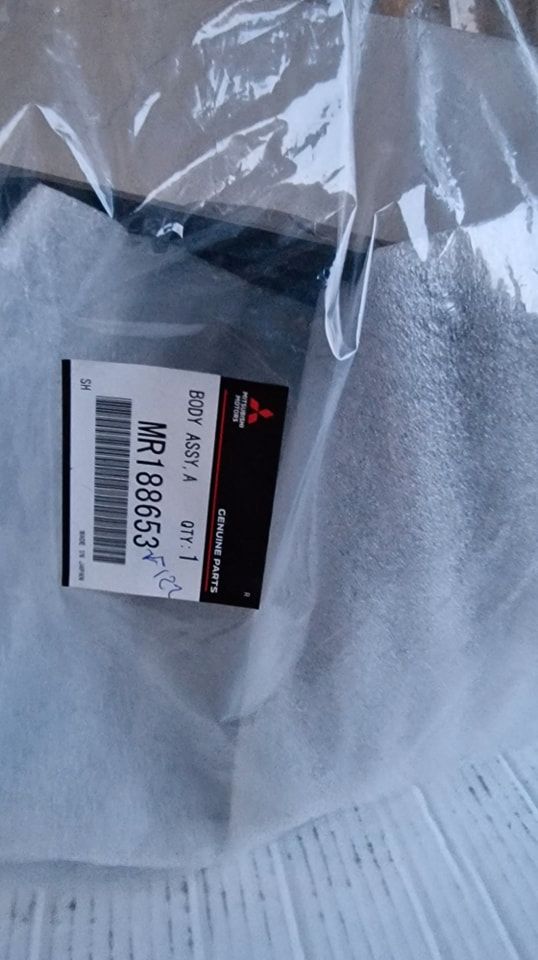 MITSUBISHI
MOTORS
GENUINE PARTS
R
BODY ASSY,A QTY: 1
MR188653
SH
MADE IN JAPAN